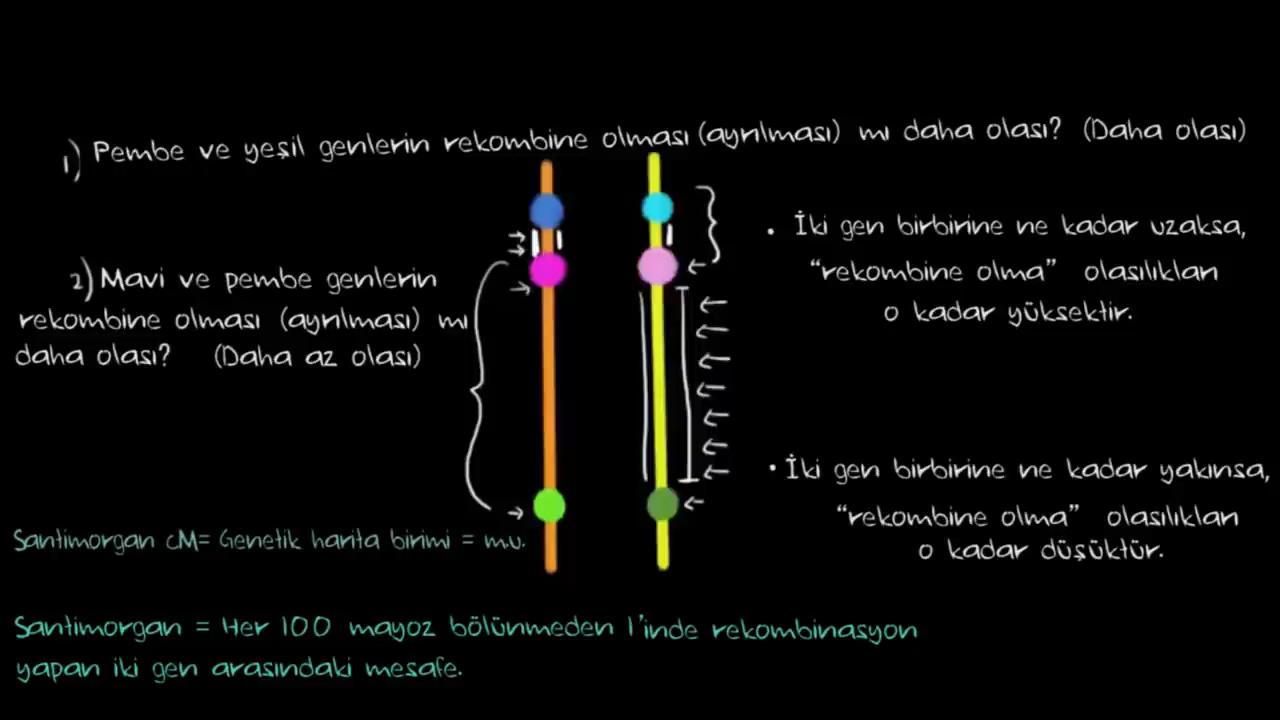 1) Pembe ve yeşil genlerin rekombine olması (ayrılması) mı daha olası? (Daha olası)
2) Mavi ve pembe genlerin
rekombine olması (ayrılması) mı
daha olası? (Daha az olası)
• İki gen birbirine ne kadar uzaksa,
"rekombine olma" olasılıkları
o kadar yüksektir.
• İki gen birbirine ne kadar yakınsa,
"rekombine olma" olasılıkları
o kadar düşüktür.
Santimorgan cM= Genetik harita birimi = m.u.
Santimorgan = Her 100 mayoz bölünmeden 1'inde rekombinasyon
yapan iki gen arasındaki mesafe.